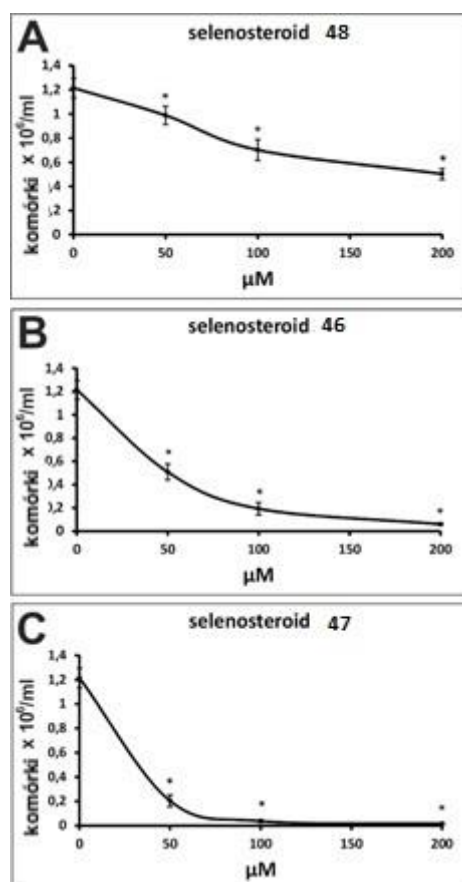 A
selenosteroid 48
komórki x 10⁶/ml
1,4
1,2
1
0,8
0,6
,4
,2
0
*
*
*
0 50 100 150 200
µM
B
selenosteroid 46
komórki x 10⁶/ml
1,4
1,2
1
0,8
0,6
0,4
0,2
0
*
*
*
0 50 100 150 200
µM
C
selenosteroid 47
komórki x 10⁶/ml
1,4
1,2
1
0,8
0,6
0,4
0,2
0
*
*
*
0 50 100 150 200
µM